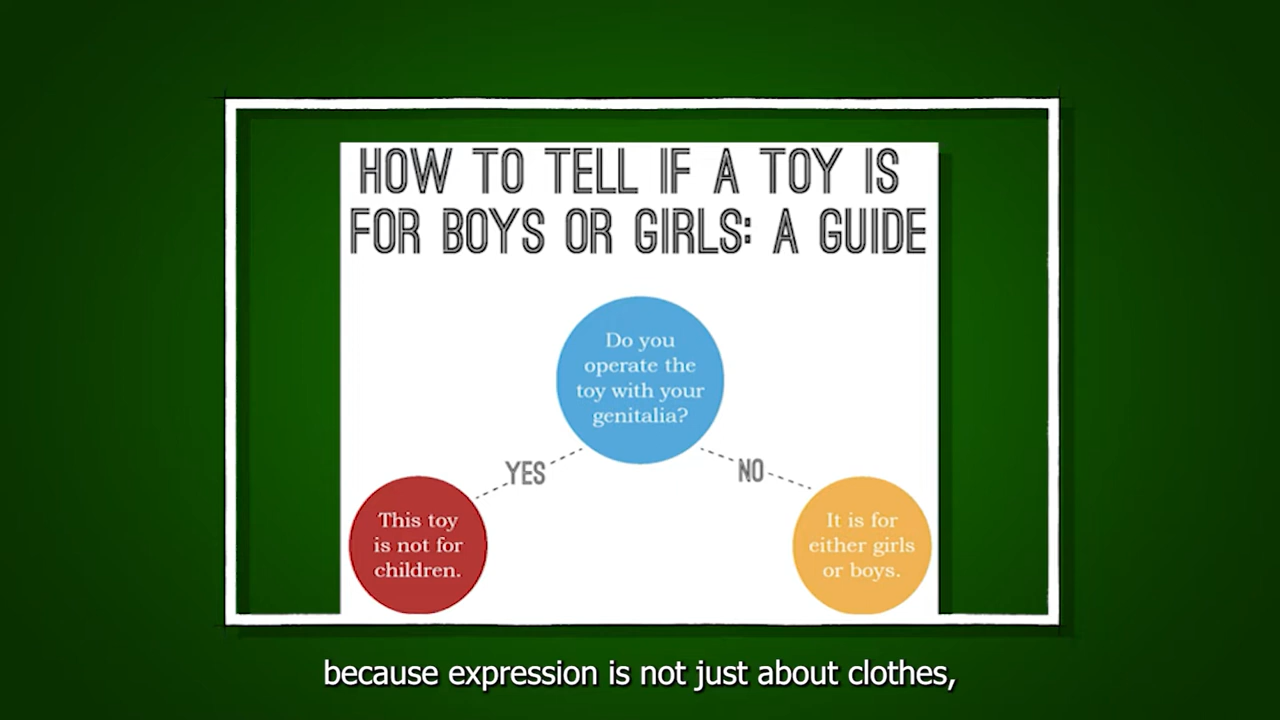 HOW TO TELL IF A TOY IS
FOR BOYS OR GIRLS: A GUIDE
Do you
operate the
toy with your
genitalia?
YES
NO
This toy
is not for
children.
It is for
either girls
or boys.
because expression is not just about clothes,